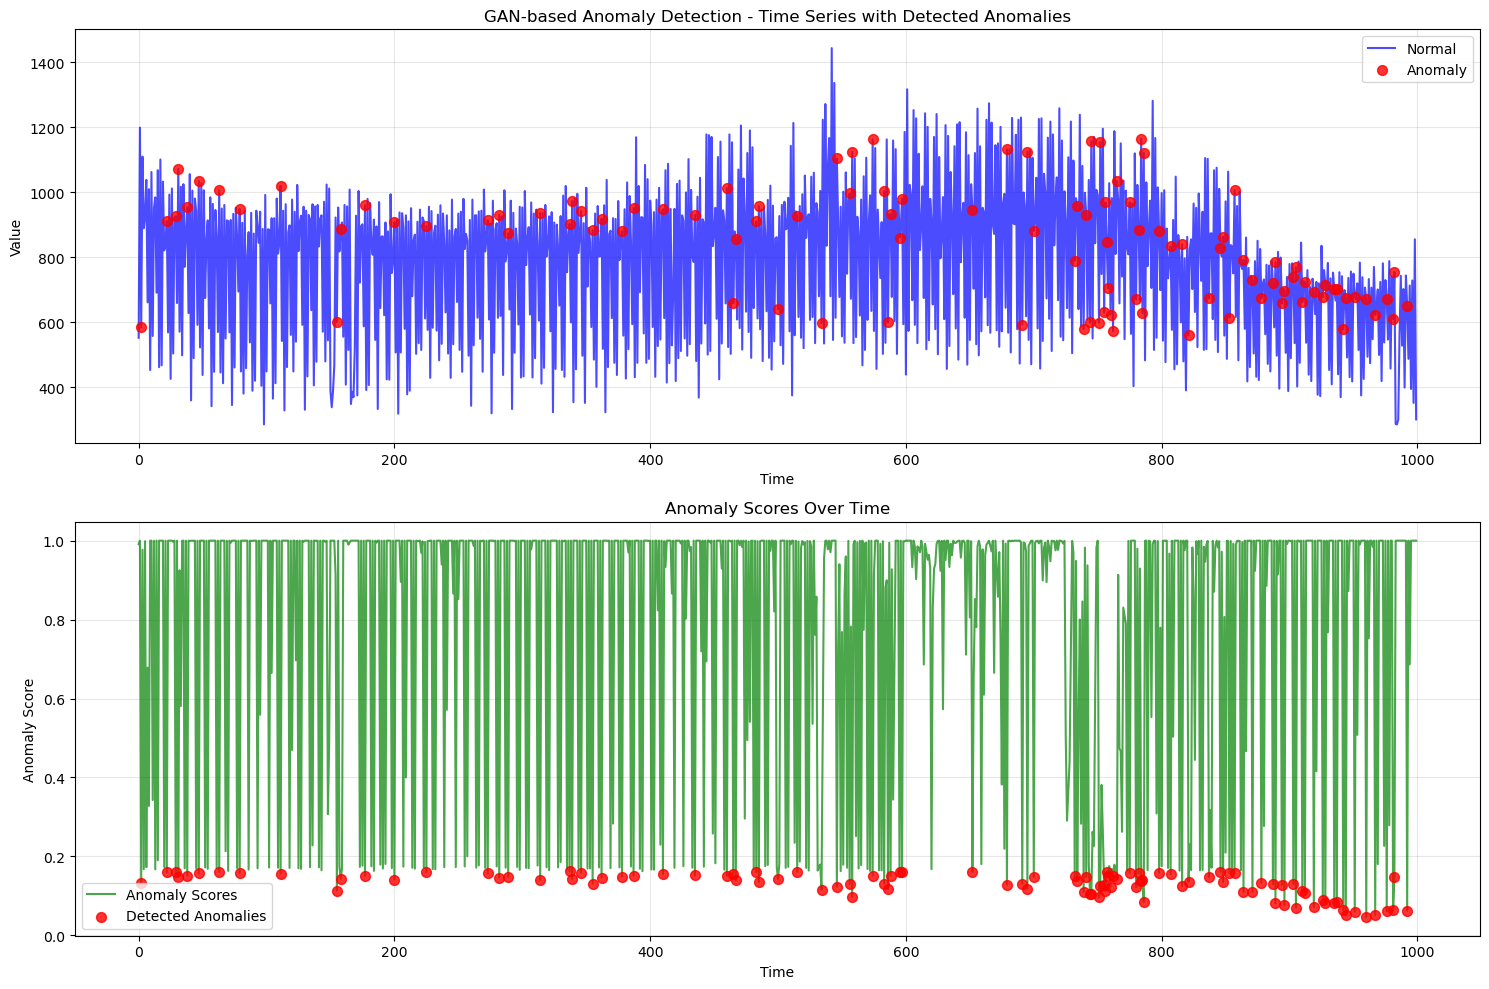 GAN-based Anomaly Detection - Time Series with Detected Anomalies
1400
1200
1000
800
600
400
Value
Normal
Anomaly
0
200
400
600
800
1000
Time
Anomaly Scores Over Time
1.0
0.8
0.6
0.4
0.2
0.0
Anomaly Score
Anomaly Scores
Detected Anomalies
0
200
400
600
800
1000
Time